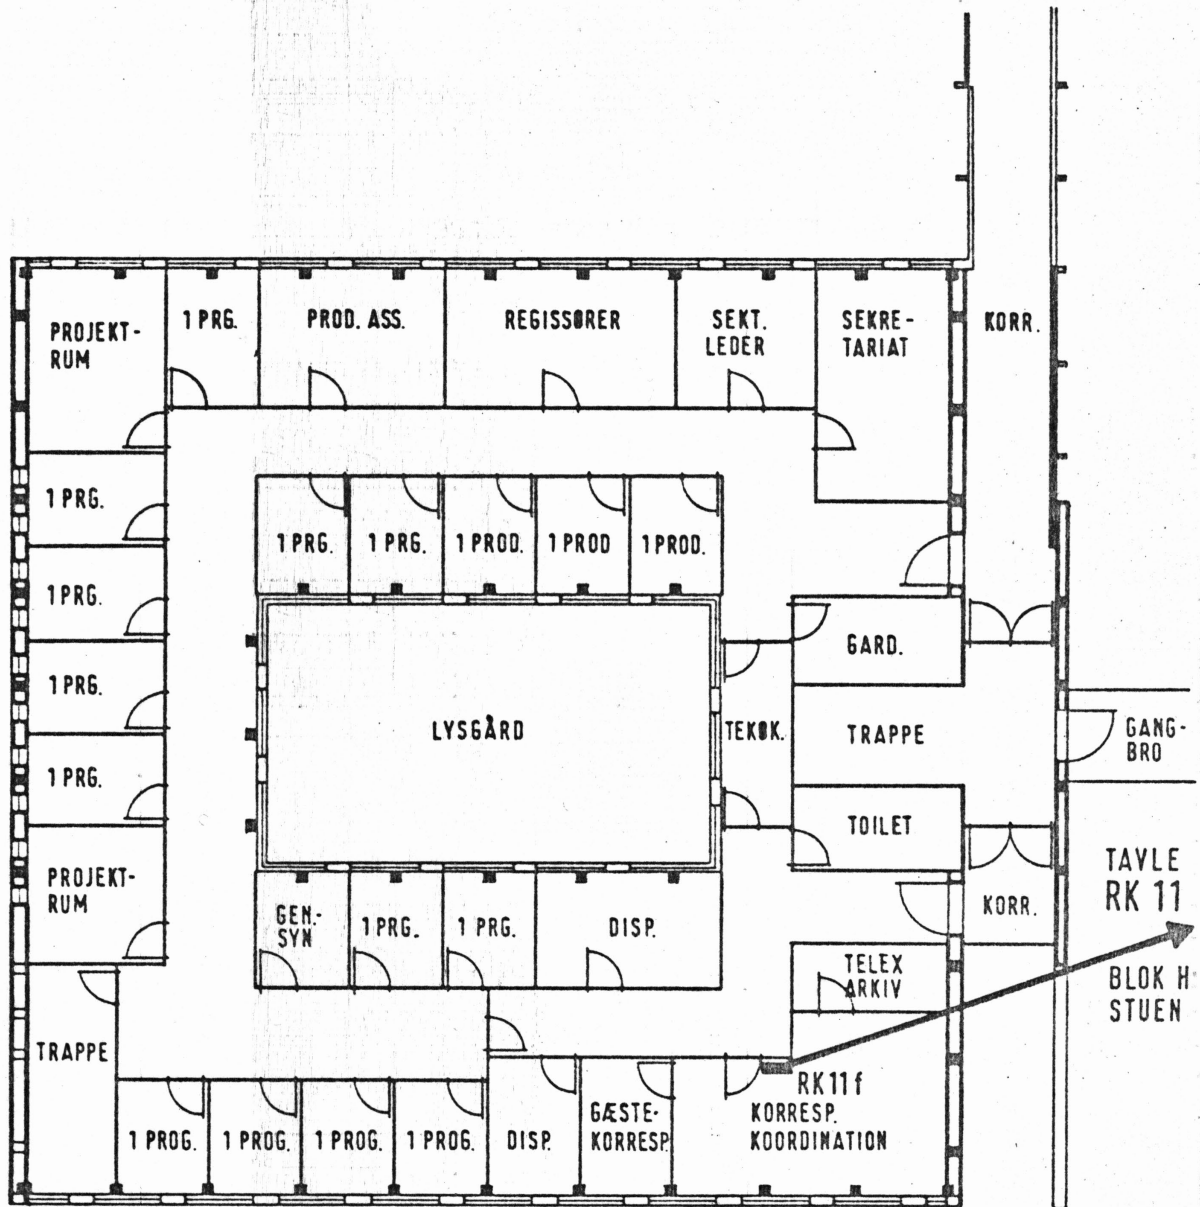 PROJEKT-
RUM
1 PRG.
PROD. ASS.
REGISSØRER
SEKT.
LEDER
SEKRE-
TARIAT
KORR.
1 PRG.
1 PRG.
1 PRG.
1 PROD.
1 PROD
1 PROD.
1 PRG.
GARD.
1 PRG.
LYSGÅRD
TEKØK.
TRAPPE
GANG-
BRO
1 PRG.
TOILET
PROJEKT-
RUM
GEN.-
SYN
1 PRG.
1 PRG.
DISP.
KORR.
TAVLE
RK 11
TELEX
ARKIV
BLOK H
STUEN
TRAPPE
1 PROG.
1 PROG.
1 PROG.
1 PROG.
DISP.
GÆSTE-
KORRESP.
RK11f
KORRESP.
KOORDINATION